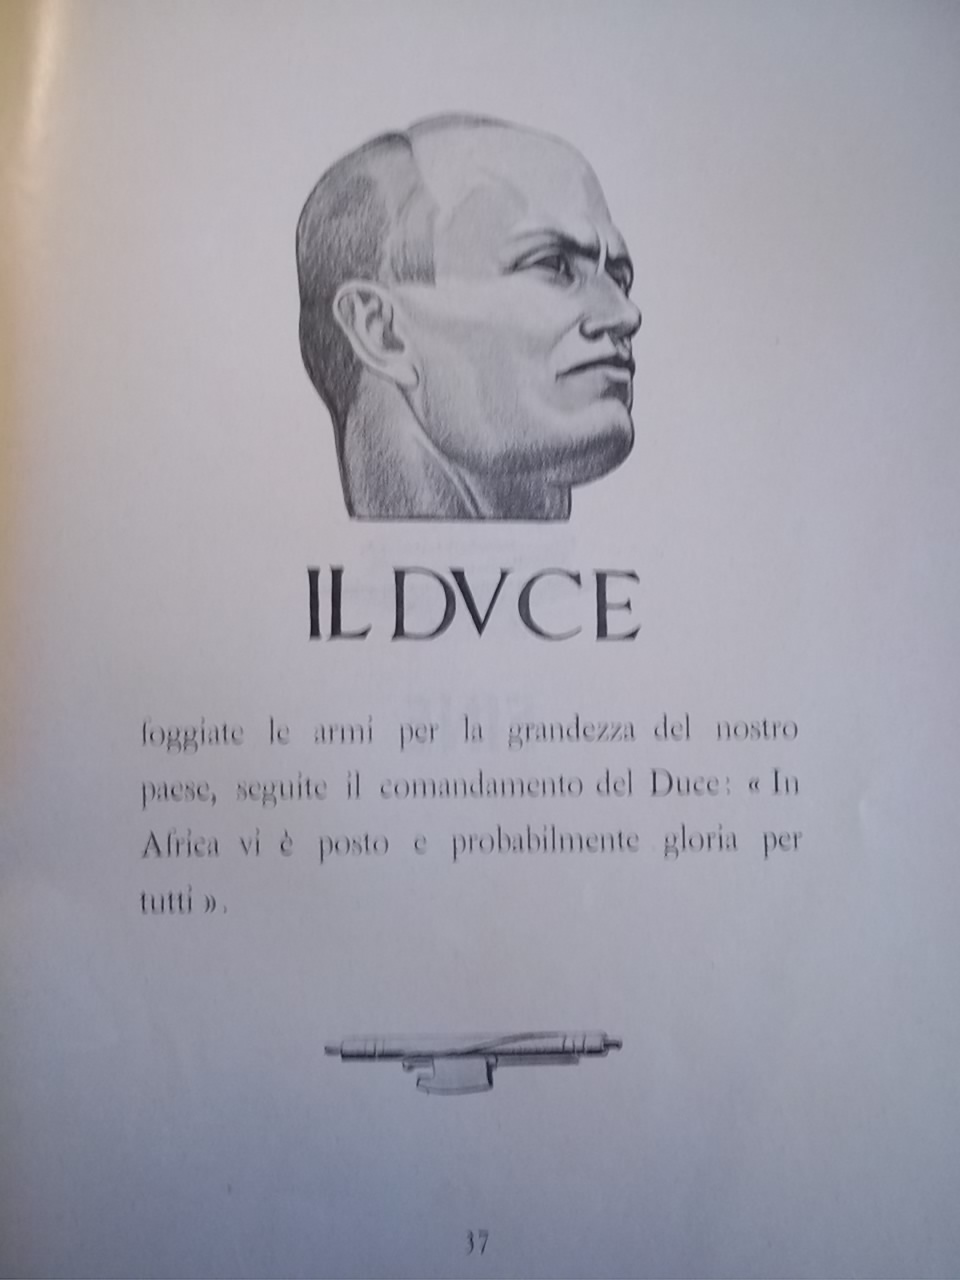 IL DVCE
foggiate le armi per la grandezza del nostro
paese, seguite il comandamento del Duce: « In
Africa vi è posto e probabilmente gloria per
tutti ».
37